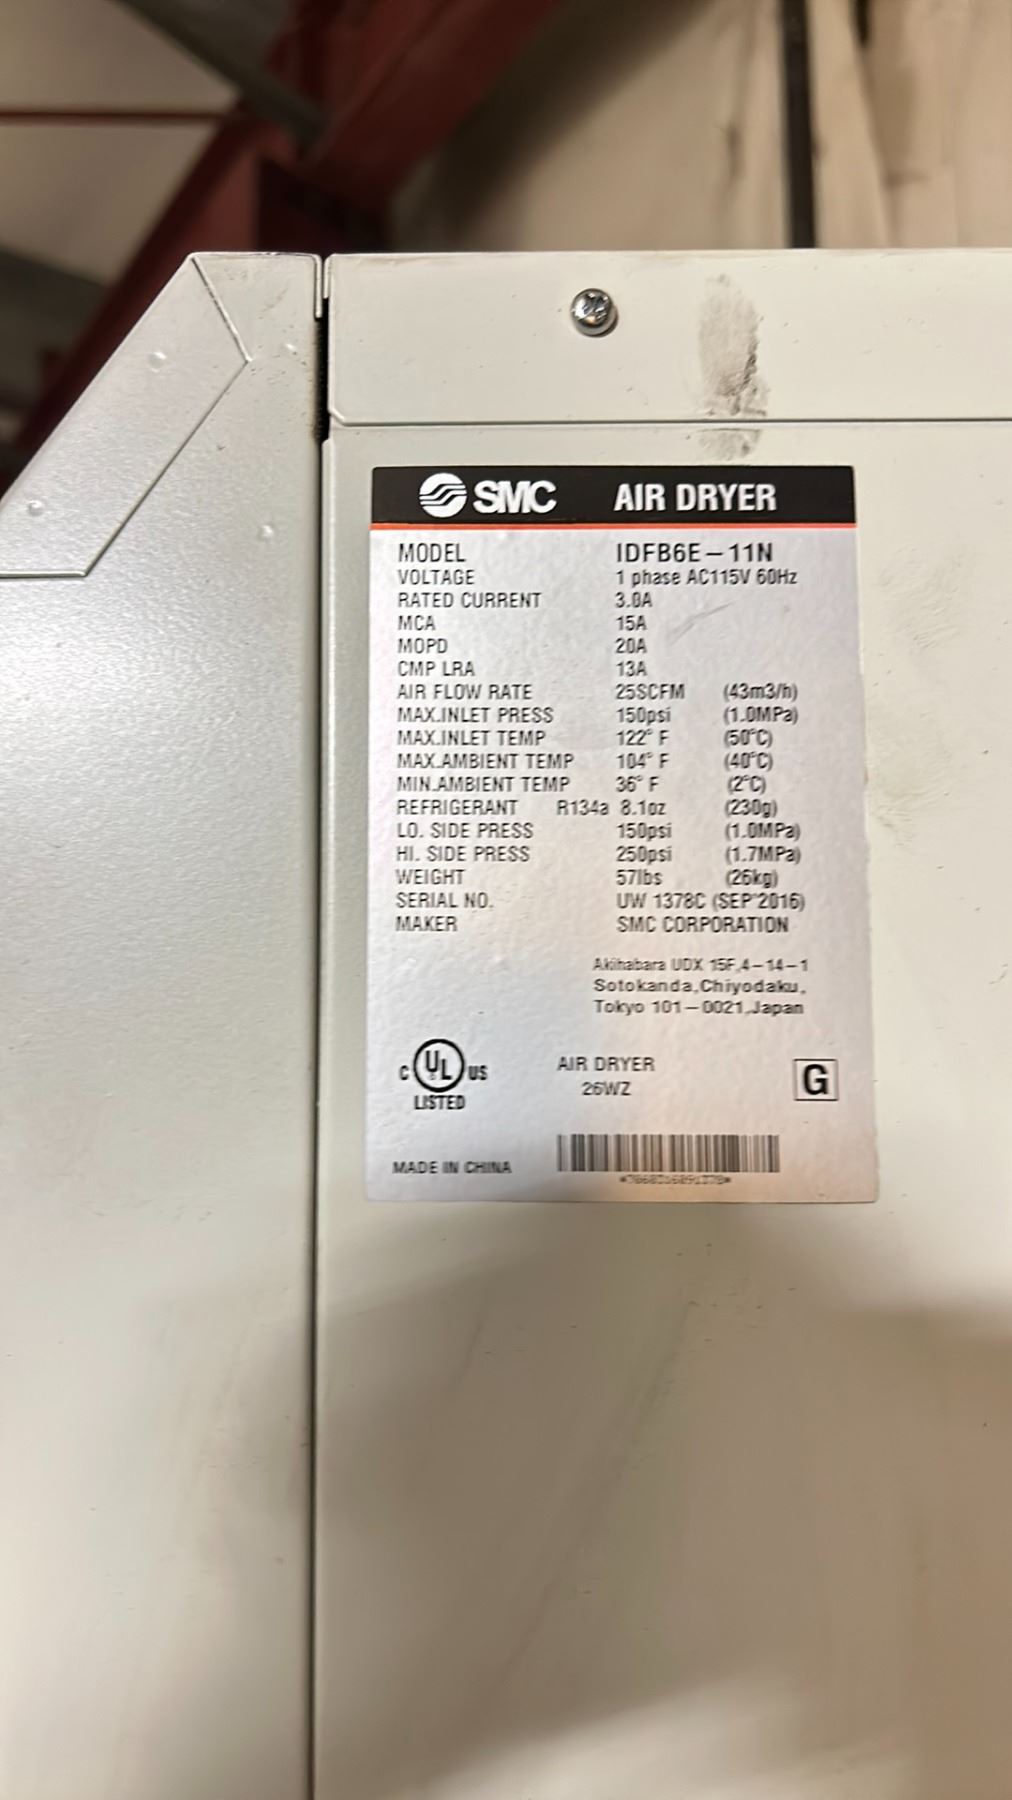 SMC AIR DRYER
MODEL IDFB6E-11N
VOLTAGE 1 phase AC115V 60Hz
RATED CURRENT 3.0A
MCA 15A
MOPD 20A
CMP LRA 13A
AIR FLOW RATE 25SCFM (43m3/h)
MAX.INLET PRESS 150psi (1.0MPa)
MAX.INLET TEMP 122°F (50°C)
MAX.AMBIENT TEMP 104°F (40°C)
MIN.AMBIENT TEMP 36°F (2°C)
REFRIGERANT R134a 8.1oz (230g)
LO. SIDE PRESS 150psi (1.0MPa)
HI. SIDE PRESS 250psi (1.7MPa)
WEIGHT 57lbs (26kg)
SERIAL NO. UW 1378C (SEP'2016)
MAKER SMC CORPORATION
Akihabara UDX 15F,4-14-1
Sotokanda,Chiyodaku,
Tokyo 101-0021,Japan
C UL US LISTED
AIR DRYER
26WZ
G
MADE IN CHINA